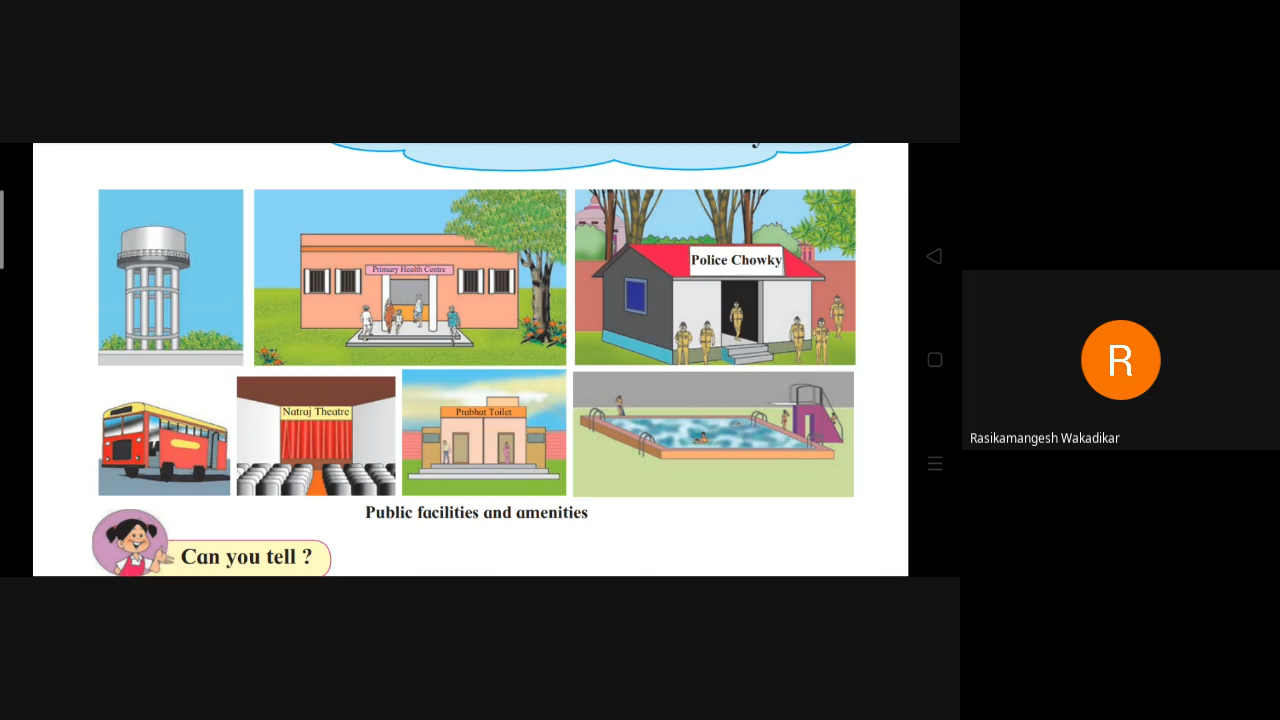 Primary Health Centre
Police Chowky
Natraj Theatre
Prabhat Toilet
Public facilities and amenities
Can you tell ?
R
Rasikamangesh Wakadikar